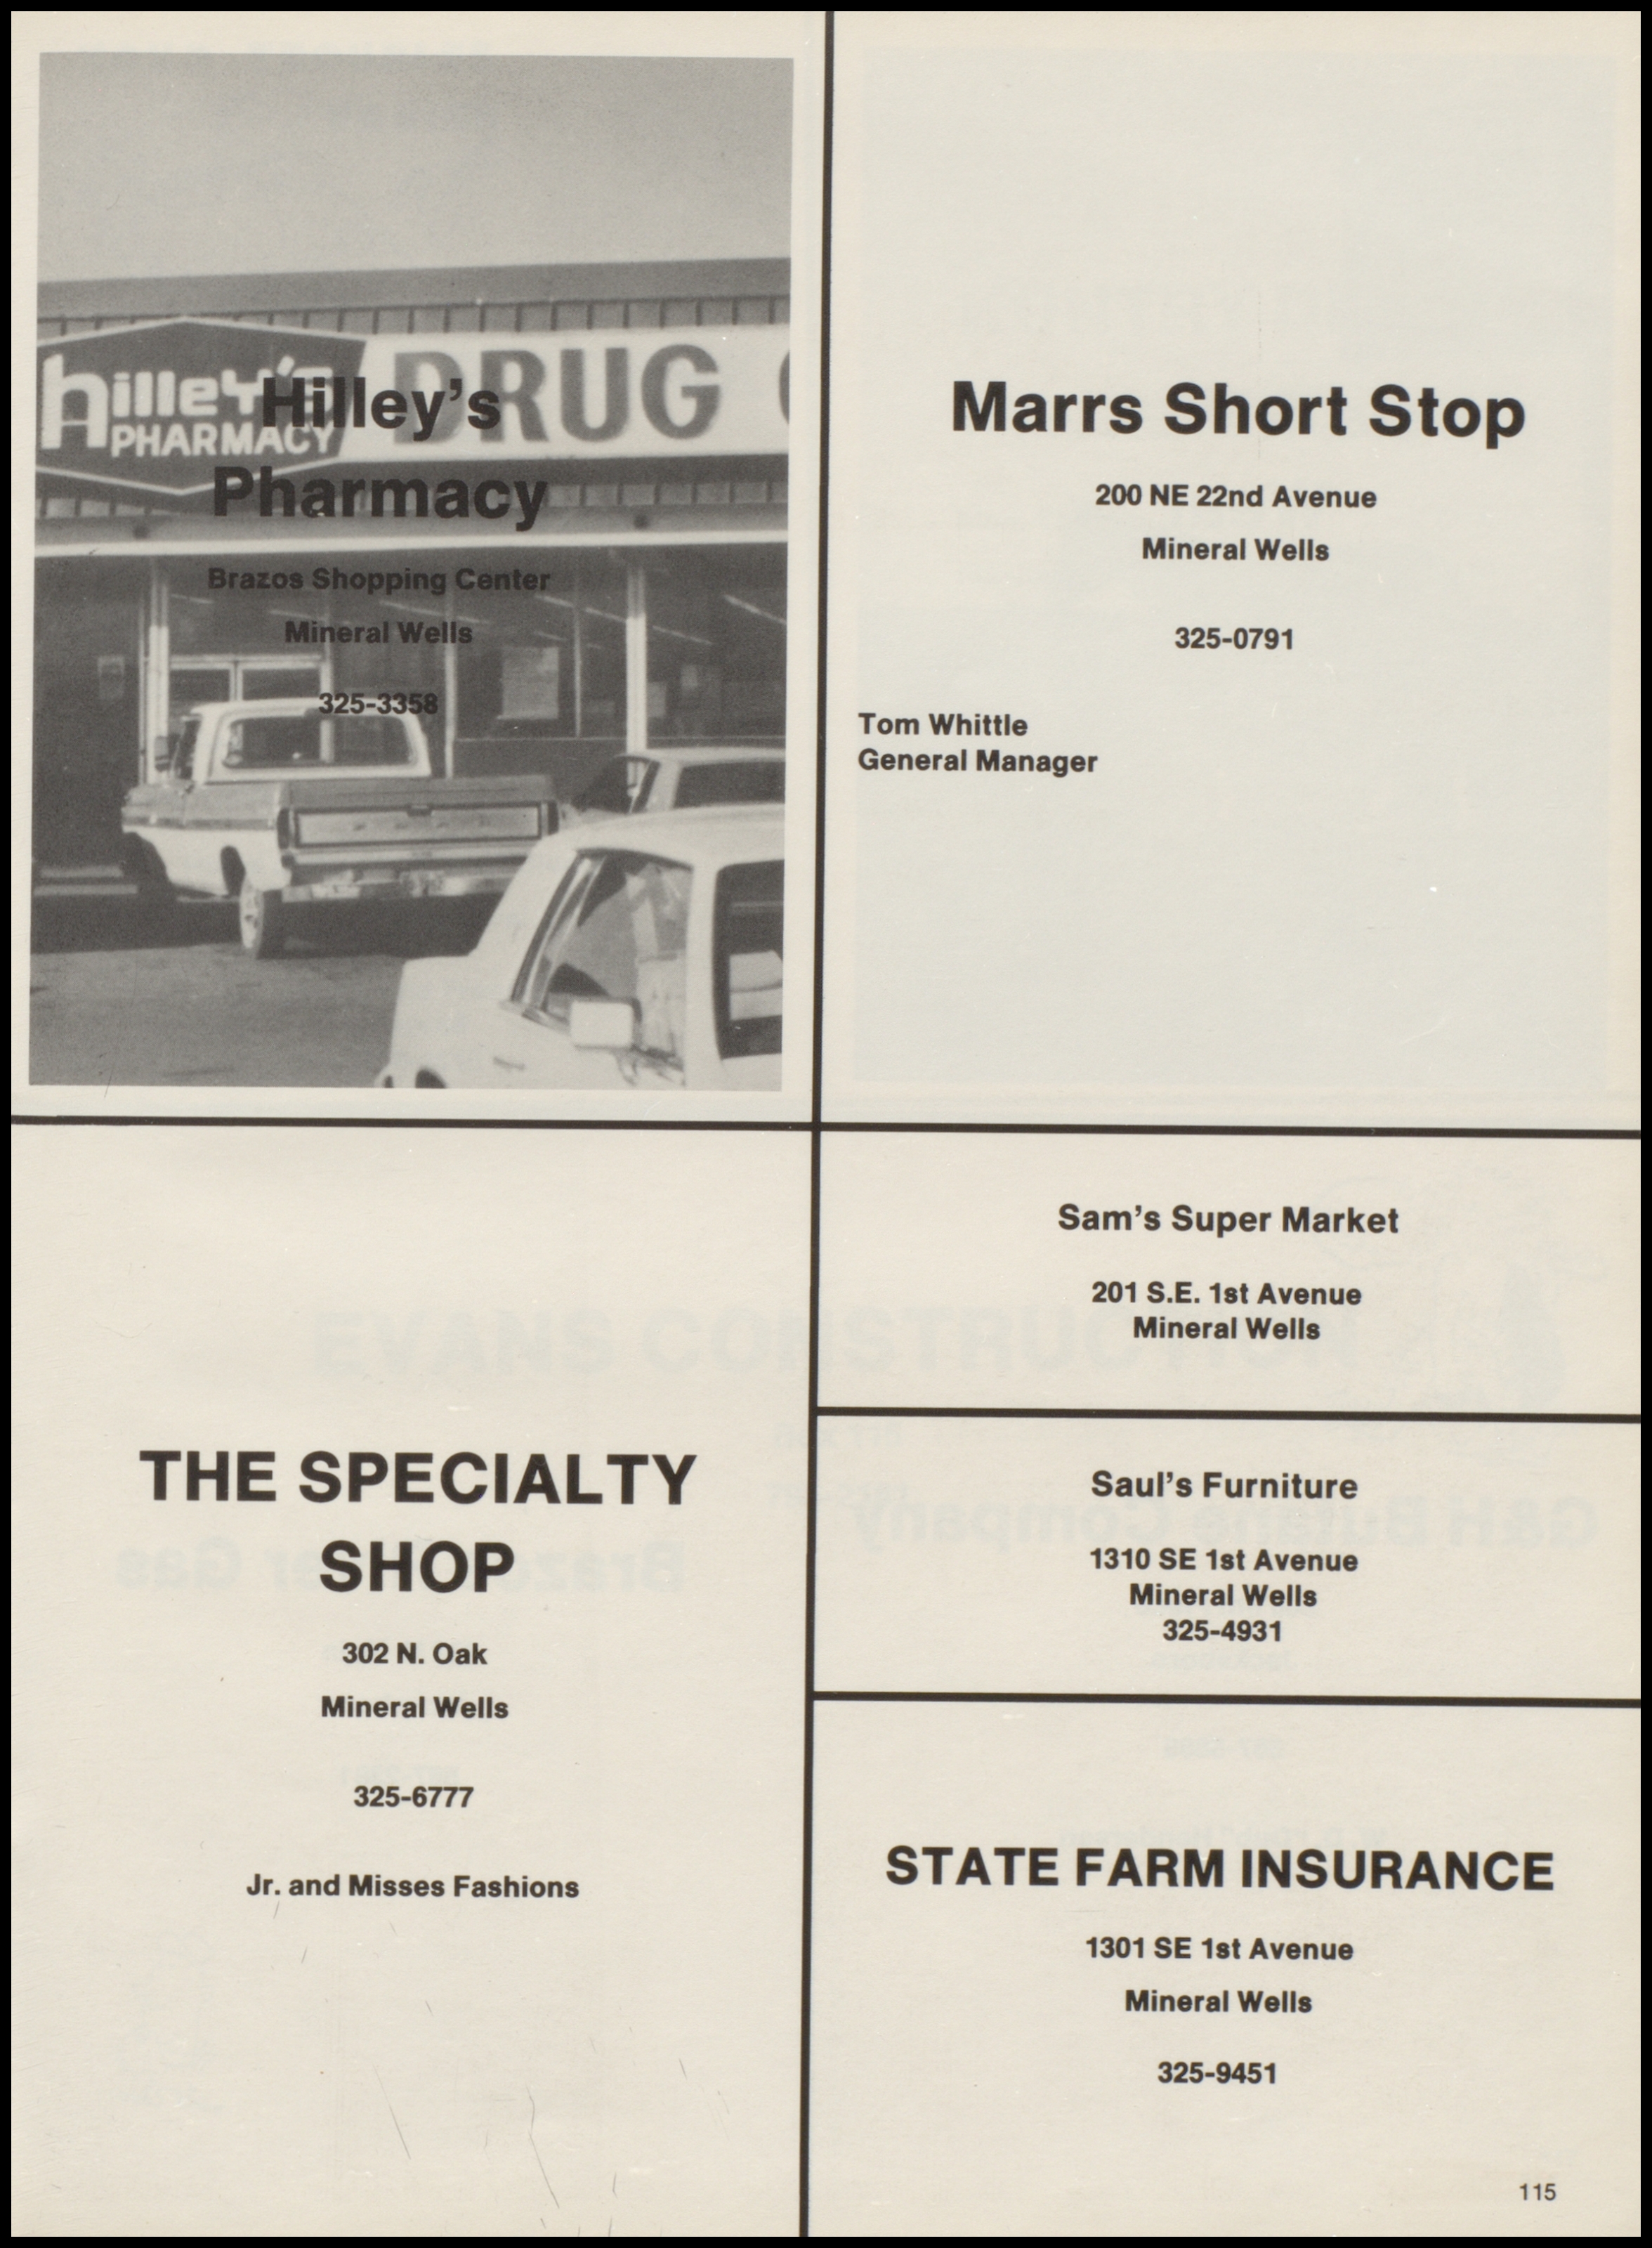 hilley's
PHARMACY
DRUG
Hilley's
Pharmacy
Brazos Shopping Center
Mineral Wells
325-3358
Marrs Short Stop
200 NE 22nd Avenue
Mineral Wells
325-0791
Tom Whittle
General Manager
THE SPECIALTY
SHOP
302 N. Oak
Mineral Wells
325-6777
Jr. and Misses Fashions
Sam's Super Market
201 S.E. 1st Avenue
Mineral Wells
Saul's Furniture
1310 SE 1st Avenue
Mineral Wells
325-4931
STATE FARM INSURANCE
1301 SE 1st Avenue
Mineral Wells
325-9451
115